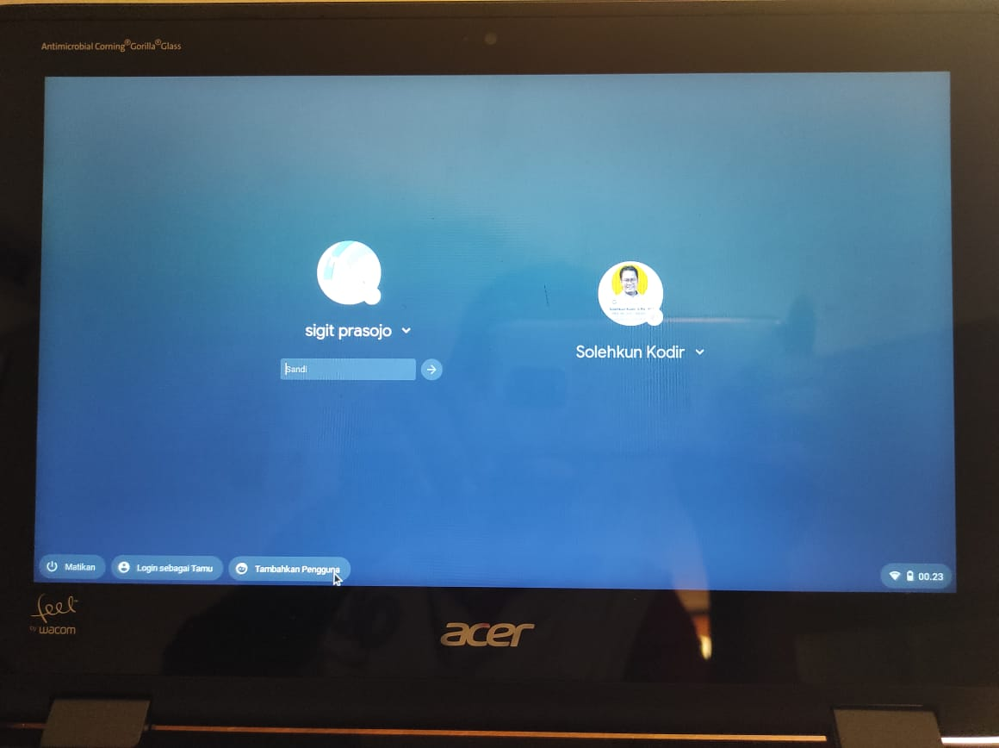 Antimicrobial Corning®Gorilla®Glass
sigit prasojo
Sandi
Solehkun Kodir
Matikan
Login sebagai Tamu
Tambahkan Pengguna
00.23
feel™
by wacom
acer